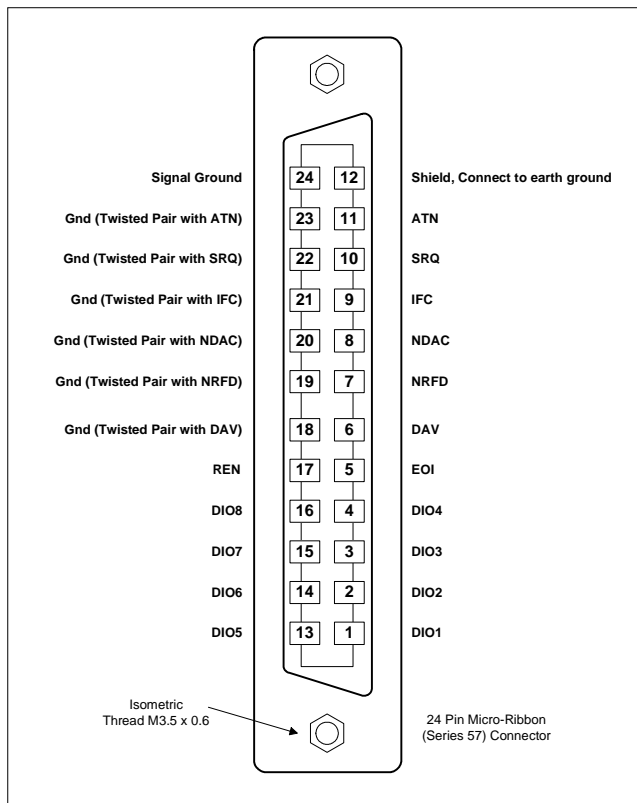 Signal Ground 24 12 Shield, Connect to earth ground
Gnd (Twisted Pair with ATN) 23 11 ATN
Gnd (Twisted Pair with SRQ) 22 10 SRQ
Gnd (Twisted Pair with IFC) 21 9 IFC
Gnd (Twisted Pair with NDAC) 20 8 NDAC
Gnd (Twisted Pair with NRFD) 19 7 NRFD
Gnd (Twisted Pair with DAV) 18 6 DAV
REN 17 5 EOI
DIO8 16 4 DIO4
DIO7 15 3 DIO3
DIO6 14 2 DIO2
DIO5 13 1 DIO1
Isometric
Thread M3.5 x 0.6
24 Pin Micro-Ribbon
(Series 57) Connector